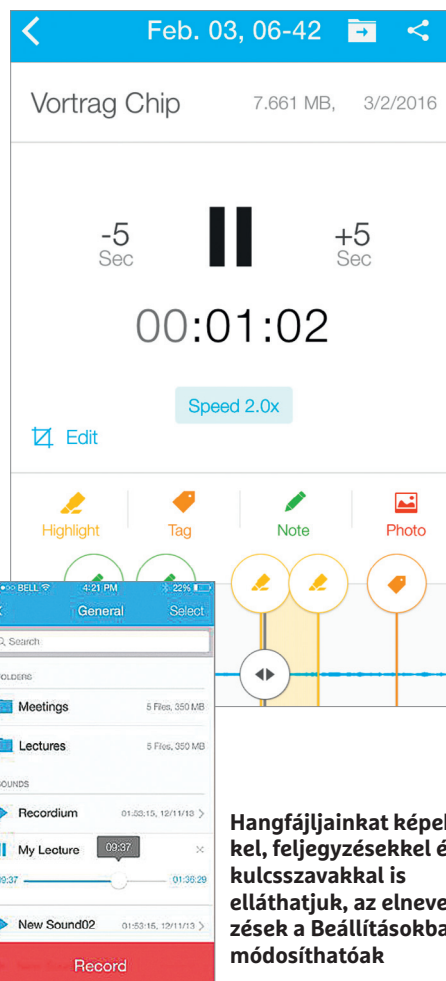 Feb. 03, 06-42
Vortrag Chip 7.661 MB, 3/2/2016
-5 Sec
+5 Sec
00:01:02
Speed 2.0x
Edit
Highlight Tag Note Photo
BELL 4:21 PM 22%
General Select
Search
FOLDERS
Meetings 5 Files, 350 MB
Lectures 5 Files, 350 MB
SOUNDS
Recordium 01:53:15, 12/11/13
My Lecture 09:37
09:37 01:36:29
New Sound02 01:53:15, 12/11/13
Record
Hangfájljainkat képek
kel, feljegyzésekkel é
kulcsszavakkal is
elláthatjuk, az elneve
zések a Beállításokba
módosíthatóak